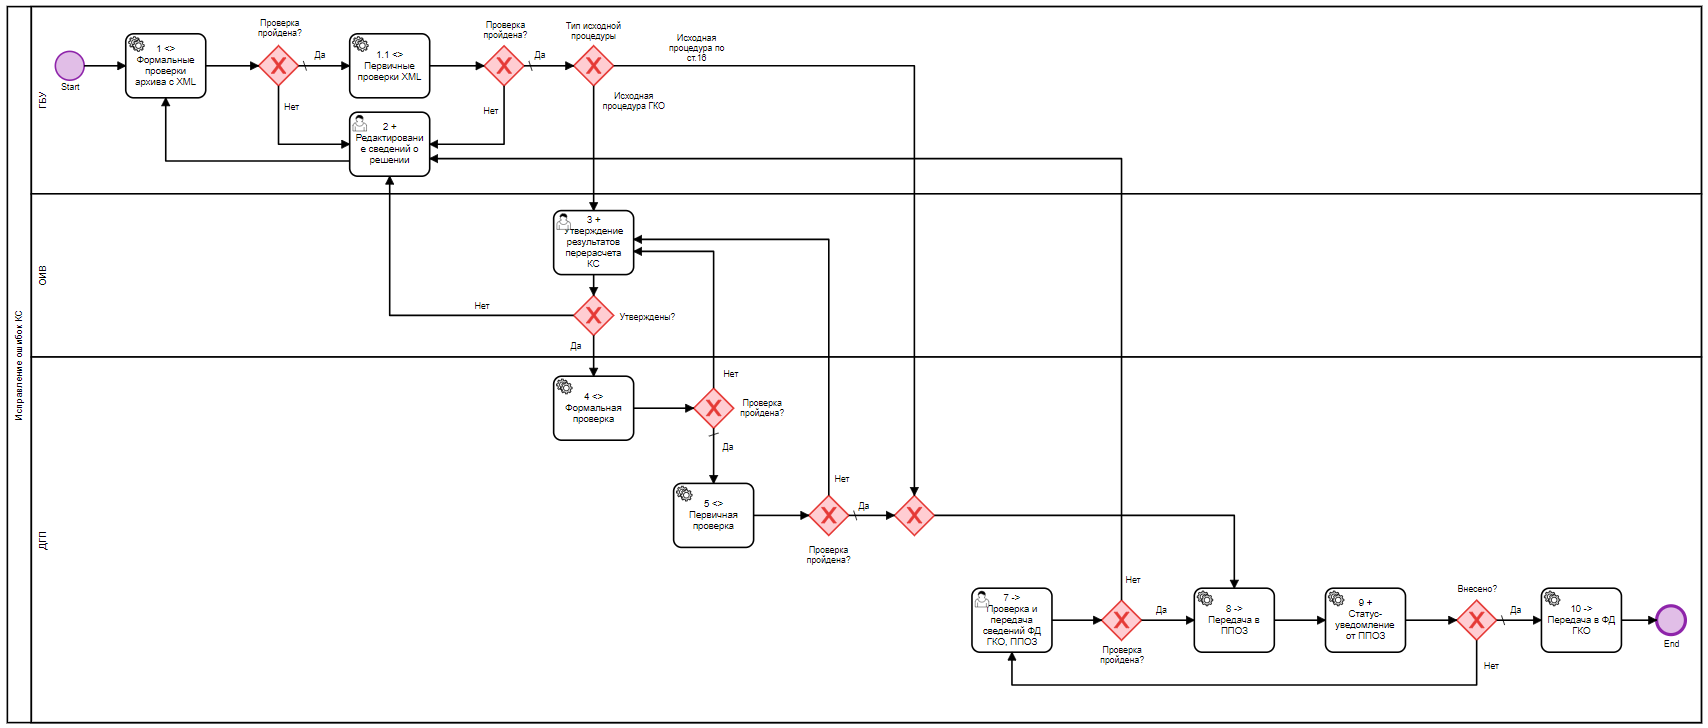 Исправление ошибок КС
ГБУ
Start
1 <>
Формальные
проверки
архива с XML
Проверка
пройдена?
Да
Нет
1.1 <>
Первичные
проверки XML
Проверка
пройдена?
Да
Нет
Тип исходной
процедуры
Исходная
процедура по
ст.16
Исходная
процедура ГКО
2 +
Редактировани
е сведений о
решении
ОИВ
3 +
Утверждение
результатов
перерасчета
КС
Нет
Утверждены?
Да
ДГП
4 <>
Формальная
проверка
Нет
Проверка
пройдена?
Да
5 <>
Первичная
проверка
Нет
Да
Проверка
пройдена?
7 ->
Проверка и
передача
сведений ФД
ГКО, ППОЗ
Нет
Да
Проверка
пройдена?
8 ->
Передача в
ППОЗ
9 +
Статус-
уведомление
от ППОЗ
Внесено?
Да
Нет
10 ->
Передача в ФД
ГКО
End